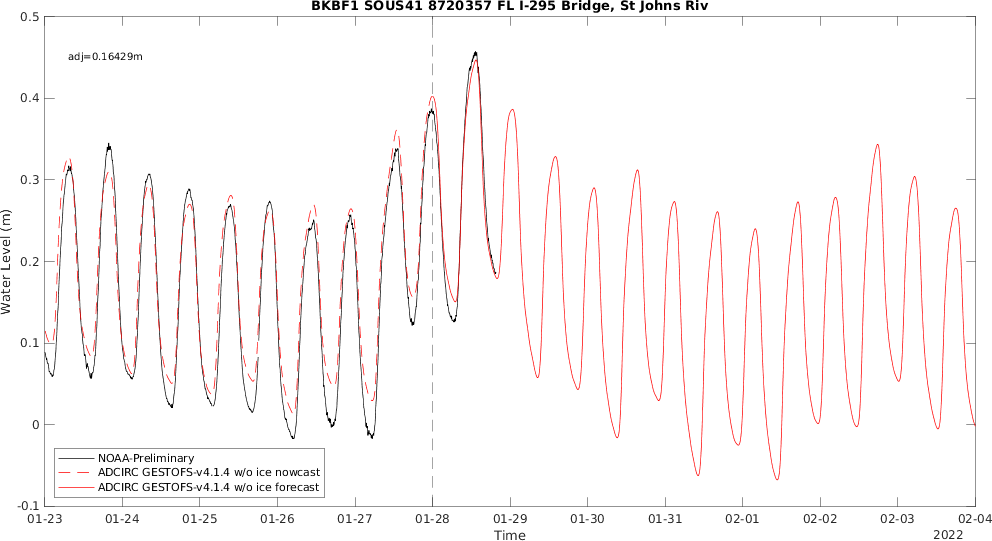 BKBF1 SOUS41 8720357 FL I-295 Bridge, St Johns Riv
adj=0.16429m
0.5
0.4
0.3
0.2
0.1
0
-0.1
Water Level (m)
NOAA-Preliminary
ADCIRC GESTOFS-v4.1.4 w/o ice nowcast
ADCIRC GESTOFS-v4.1.4 w/o ice forecast
01-23 01-24 01-25 01-26 01-27 01-28 01-29 01-30 01-31 02-01 02-02 02-03 02-04
Time
2022